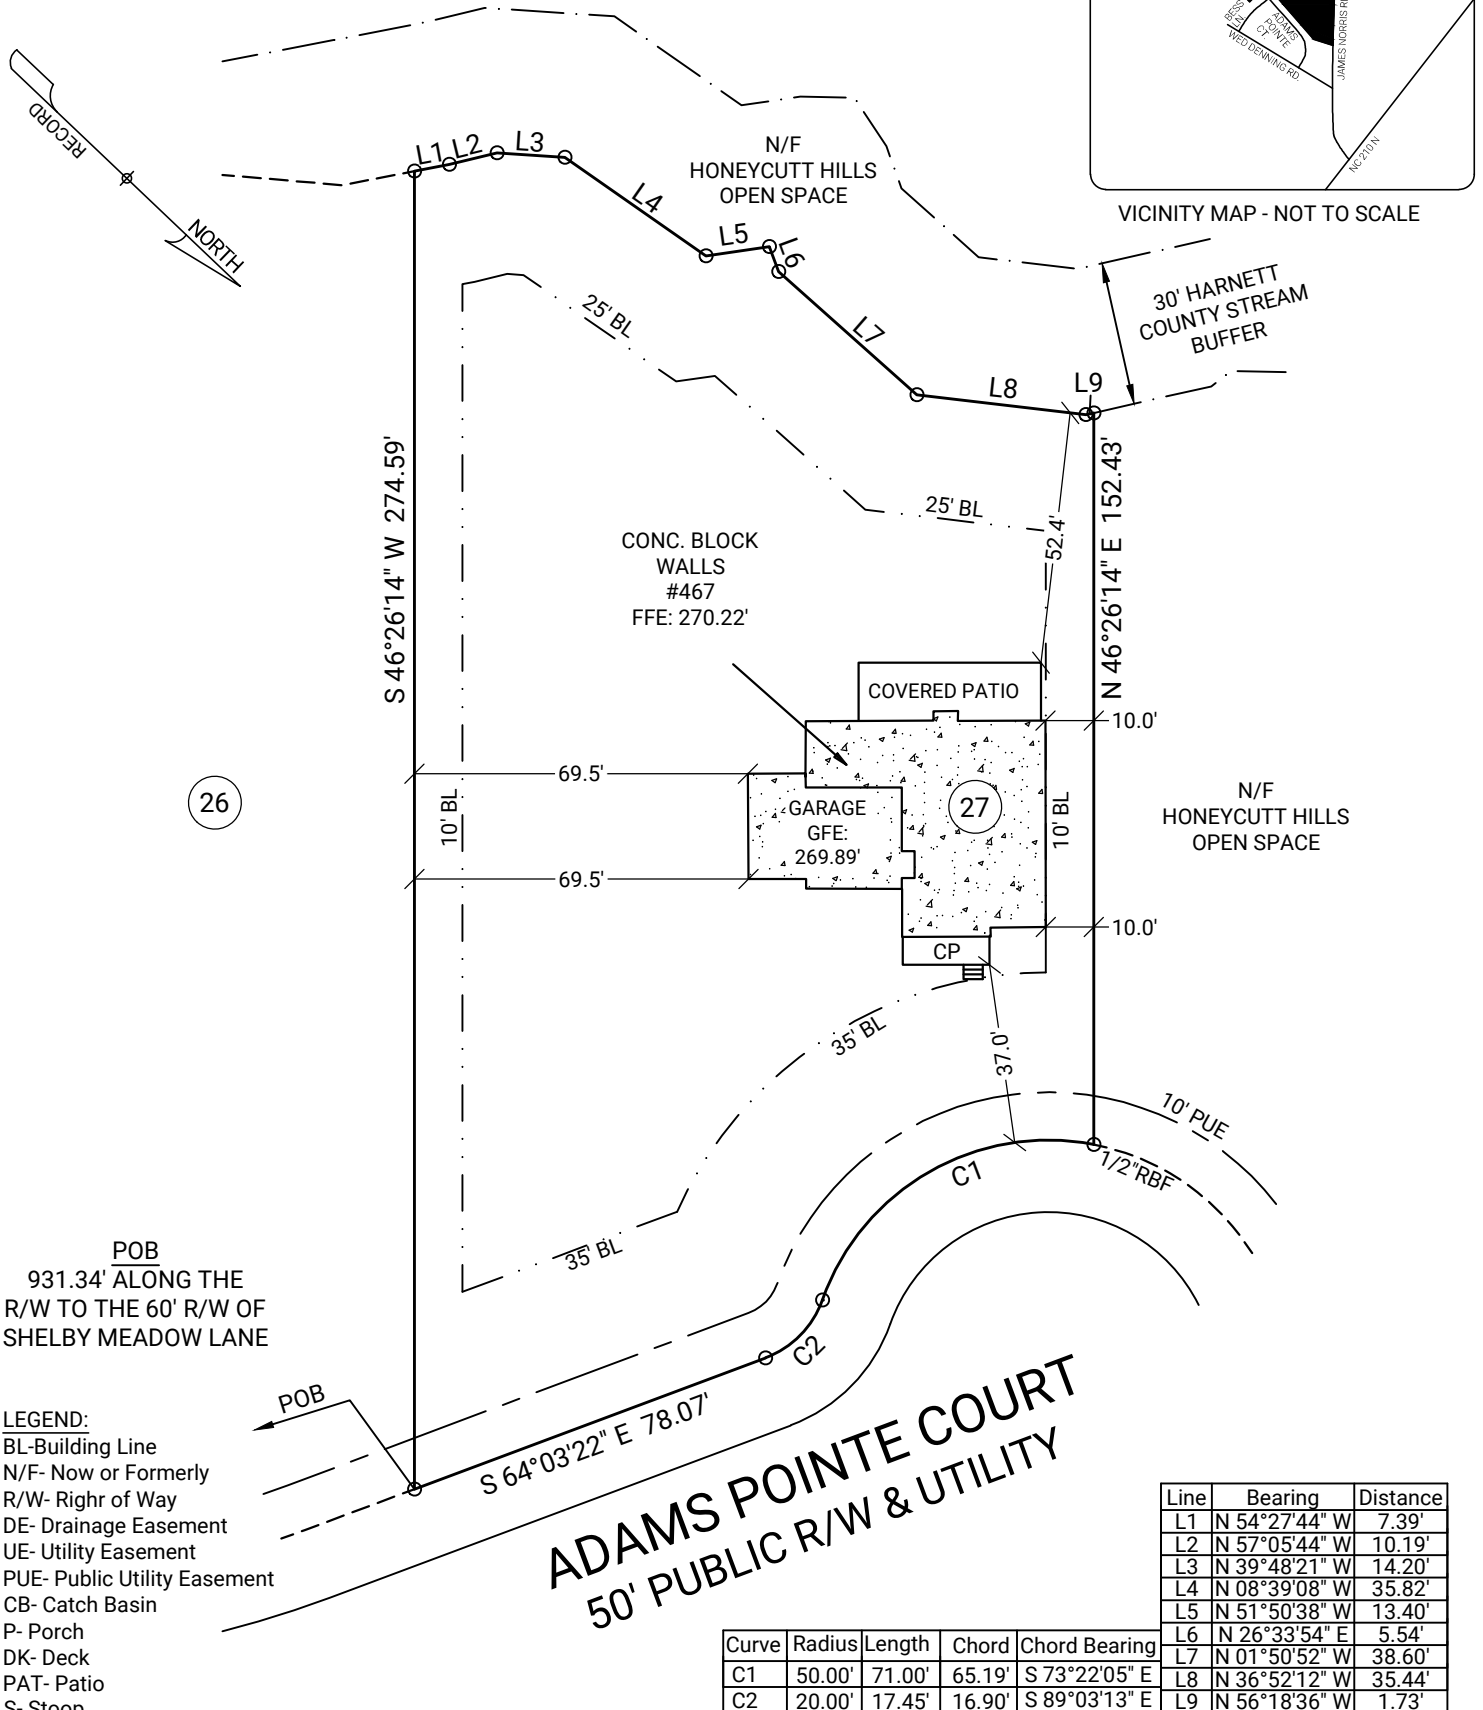 BESS
LN.
ADAMS
POINTE
CT.
WED DENNING RD.
JAMES NORRIS R
NC 210 N
VICINITY MAP - NOT TO SCALE
RECORD
NORTH
L1
L2
L3
L4
L5
L6
L7
L8
L9
N/F
HONEYCUTT HILLS
OPEN SPACE
30' HARNETT
COUNTY STREAM
BUFFER
25' BL
25' BL
S 46°26'14" W 274.59'
N 46°26'14" E 152.43'
52.4'
CONC. BLOCK
WALLS
#467
FFE: 270.22'
COVERED PATIO
10.0'
69.5'
26
10' BL
GARAGE
GFE:
269.89'
27
10' BL
N/F
HONEYCUTT HILLS
OPEN SPACE
69.5'
10.0'
CP
35' BL
37.0'
10' PUE
C1
1/2"RBF
35' BL
POB
931.34' ALONG THE
R/W TO THE 60' R/W OF
SHELBY MEADOW LANE
C2
POB
S 64°03'22" E 78.07'
ADAMS POINTE COURT
50' PUBLIC R/W & UTILITY
LEGEND:
BL-Building Line
N/F- Now or Formerly
R/W- Righr of Way
DE- Drainage Easement
UE- Utility Easement
PUE- Public Utility Easement
CB- Catch Basin
P- Porch
DK- Deck
PAT- Patio
S- Stoop
Curve Radius Length Chord Chord Bearing
C1 50.00' 71.00' 65.19' S 73°22'05" E
C2 20.00' 17.45' 16.90' S 89°03'13" E
Line Bearing Distance
L1 N 54°27'44" W 7.39'
L2 N 57°05'44" W 10.19'
L3 N 39°48'21" W 14.20'
L4 N 08°39'08" W 35.82'
L5 N 51°50'38" W 13.40'
L6 N 26°33'54" E 5.54'
L7 N 01°50'52" W 38.60'
L8 N 36°52'12" W 35.44'
L9 N 56°18'36" W 1.73'